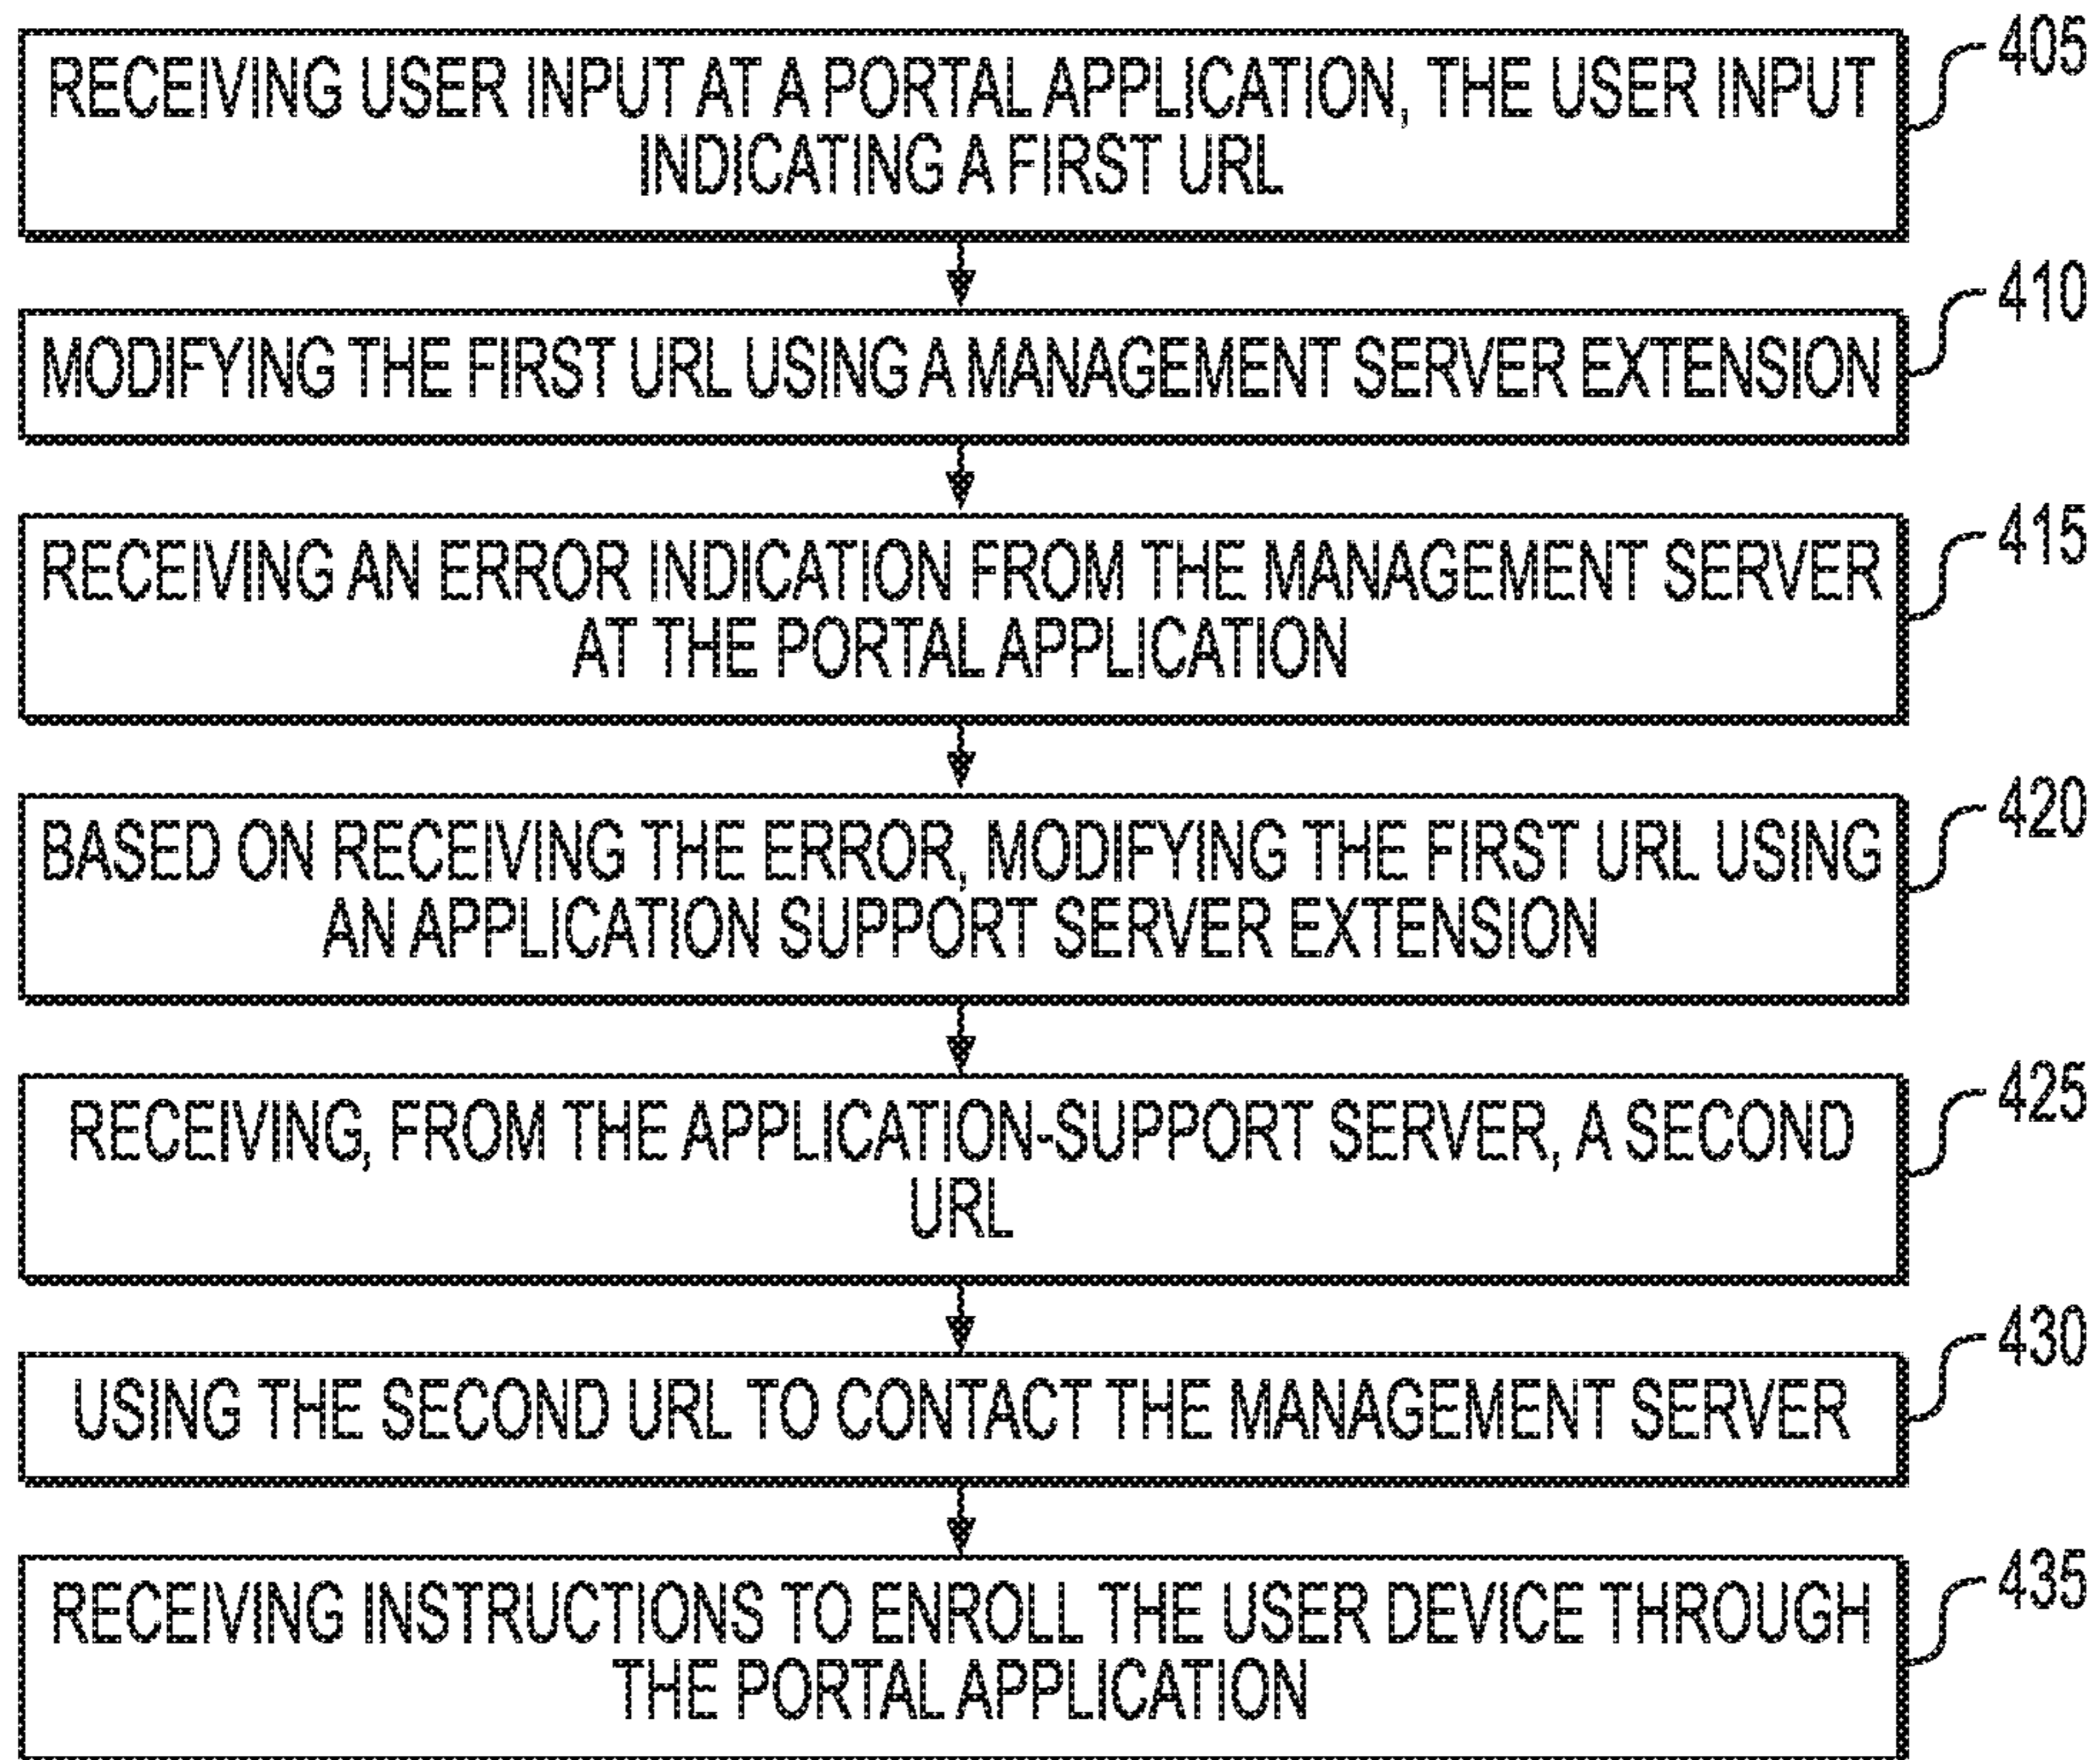 RECEIVING USER INPUT AT A PORTAL APPLICATION, THE USER INPUT
INDICATING A FIRST URL
405
MODIFYING THE FIRST URL USING A MANAGEMENT SERVER EXTENSION
410
RECEIVING AN ERROR INDICATION FROM THE MANAGEMENT SERVER
AT THE PORTAL APPLICATION
415
BASED ON RECEIVING THE ERROR, MODIFYING THE FIRST URL USING
AN APPLICATION SUPPORT SERVER EXTENSION
420
RECEIVING, FROM THE APPLICATION-SUPPORT SERVER, A SECOND
URL
425
USING THE SECOND URL TO CONTACT THE MANAGEMENT SERVER
430
RECEIVING INSTRUCTIONS TO ENROLL THE USER DEVICE THROUGH
THE PORTAL APPLICATION
435